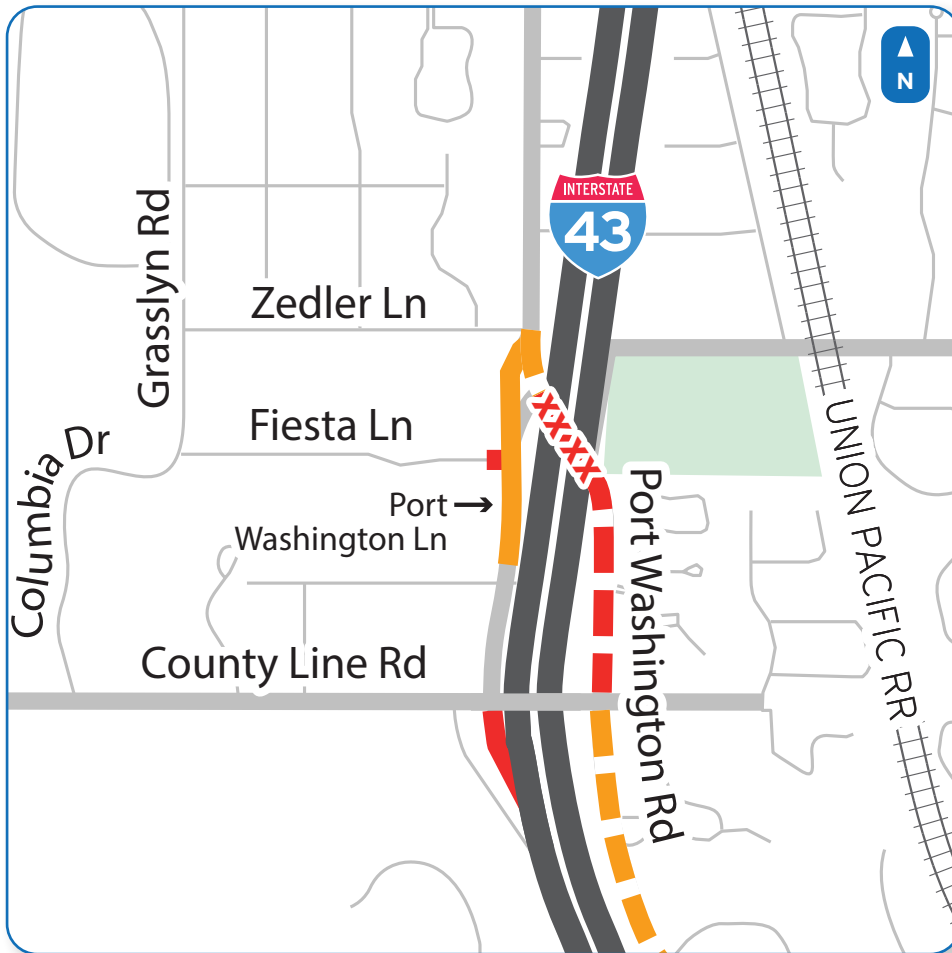 N
INTERSTATE
43
Grasslyn Rd
Zedler Ln
Fiesta Ln
Columbia Dr
Port
Washington Ln
Port Washington Rd
UNION PACIFIC RR
County Line Rd
XXXX